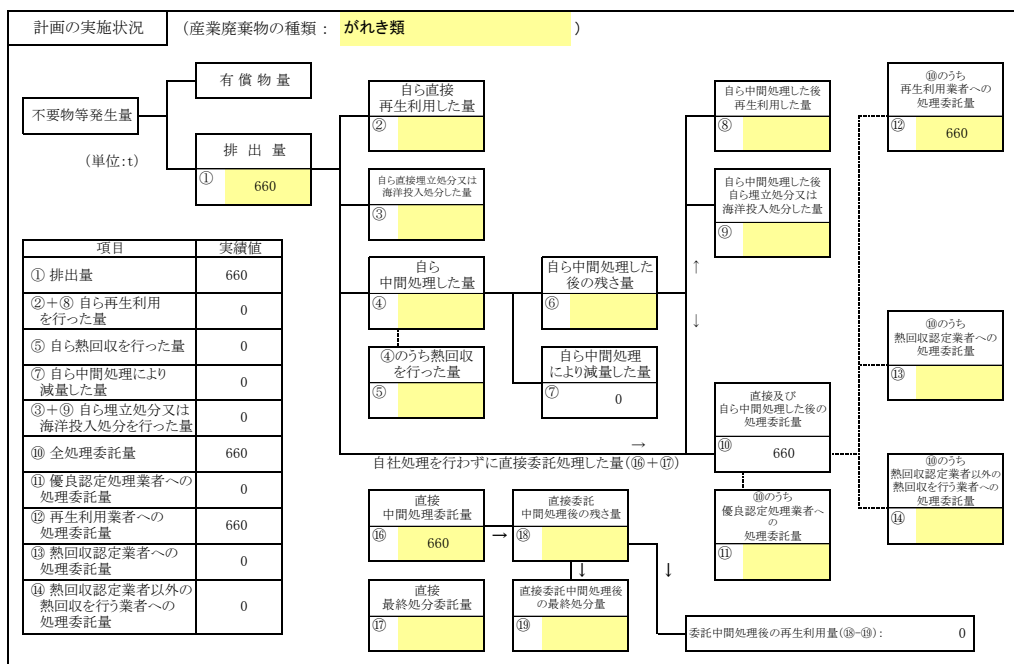 計画の実施状況
(産業廃棄物の種類： がれき類 )
不要物等発生量
(単位:t)
有償物量
排出量
① 660
自ら直接
再生利用した量
②
自ら直接埋立処分又は
海洋投入処分した量
③
自ら
中間処理した量
④
④のうち熱回収
を行った量
⑤
自ら中間処理した
後の残さ量
⑥
自ら中間処理
により減量した量
⑦ 0
自ら中間処理した後
再生利用した量
⑧
自ら中間処理した後
自ら埋立処分又は
海洋投入処分した量
⑨
↑
↓
直接及び
自ら中間処理した後の
処理委託量
⑩ 660
→
自社処理を行わずに直接委託処理した量(⑯＋⑰)
⑩のうち
優良認定処理業者へ
の
処理委託量
⑪
⑩のうち
再生利用業者への
処理委託量
⑫ 660
⑩のうち
熱回収認定業者への
処理委託量
⑬
⑩のうち
熱回収認定業者以外の
熱回収を行う業者への
処理委託量
⑭
直接
中間処理委託量
⑯ 660
→
直接委託
中間処理後の残さ量
⑱
↓
↓
直接
最終処分委託量
⑰
直接委託中間処理後
の最終処分量
⑲
委託中間処理後の再生利用量(⑱-⑲)： 0
項目 実績値
① 排出量 660
②＋⑧ 自ら再生利用
を行った量 0
⑤ 自ら熱回収を行った量 0
⑦ 自ら中間処理により
減量した量 0
③＋⑨ 自ら埋立処分又は
海洋投入処分を行った量 0
⑩ 全処理委託量 660
⑪ 優良認定処理業者への
処理委託量 0
⑫ 再生利用業者への
処理委託量 660
⑬ 熱回収認定業者への
処理委託量 0
⑭ 熱回収認定業者以外の
熱回収を行う業者への
処理委託量 0